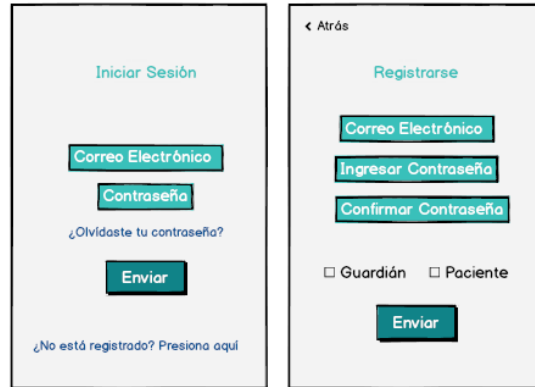 Iniciar Sesión
Correo Electrónico
Contraseña
¿Olvídaste tu contraseña?
Enviar
¿No está registrado? Presiona aquí
Atrás
Registrarse
Correo Electrónico
Ingresar Contraseña
Confirmar Contraseña
Guardián Paciente
Enviar